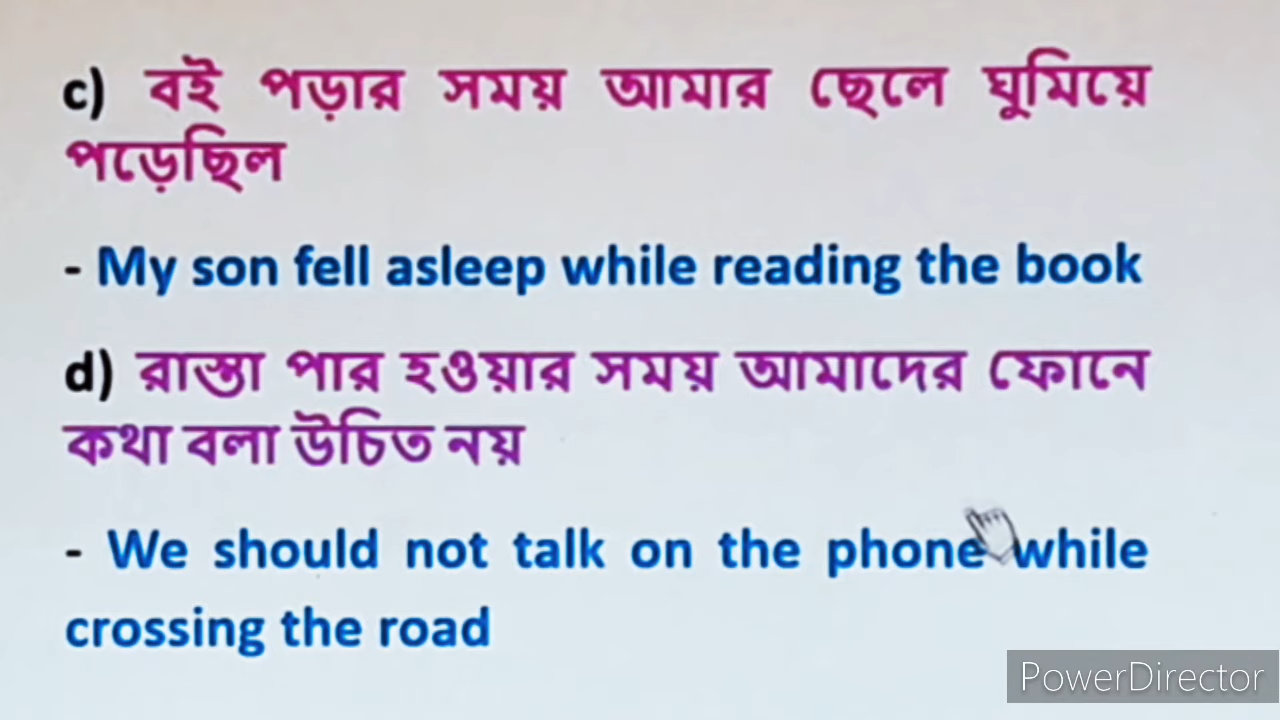 c) বই পড়ার সময় আমার ছেলে ঘুমিয়ে
পড়েছিল
- My son fell asleep while reading the book
d) রাস্তা পার হওয়ার সময় আমাদের ফোনে
কথা বলা উচিত নয়
- We should not talk on the phone while
crossing the road
PowerDirector